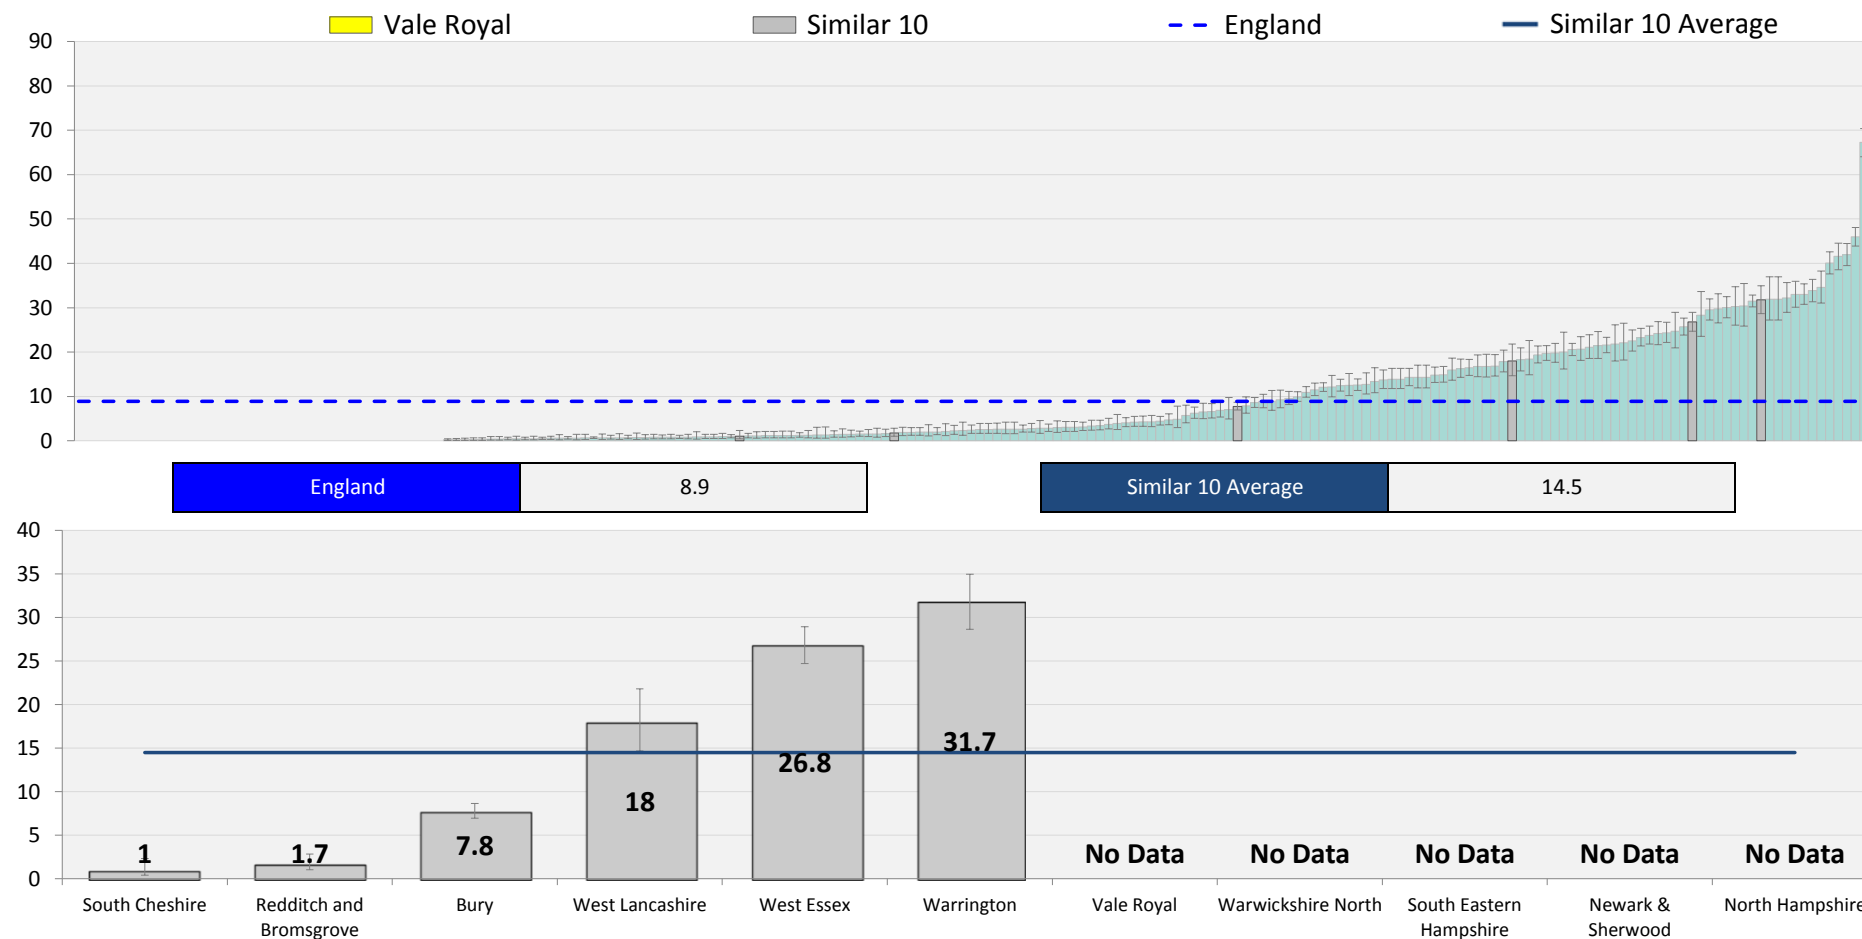 Vale Royal
Similar 10
England
Similar 10 Average
90
80
70
60
50
40
30
20
10
0
England 8.9 Similar 10 Average 14.5
40
35
30
25
20
15
10
5
0
1
1.7
7.8
18
26.8
31.7
No Data
No Data
No Data
No Data
No Data
South Cheshire
Redditch and
Bromsgrove
Bury
West Lancashire
West Essex
Warrington
Vale Royal
Warwickshire North
South Eastern
Hampshire
Newark &
Sherwood
North Hampshire